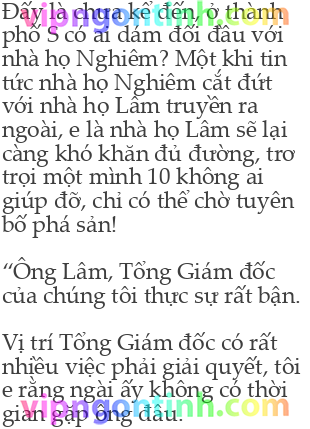 Đấy là chưa kể đến, ở thành
phố S có ai dám đối đầu với
nhà họ Nghiêm? Một khi tin
tức nhà họ Nghiêm cắt đứt
với nhà họ Lâm truyền ra
ngoài, e là nhà họ Lâm sẽ lại
càng khó khăn đủ đường, trơ
trọi một mình 10 không ai
giúp đỡ, chỉ có thể chờ tuyên
bố phá sản!
“Ông Lâm, Tổng Giám đốc
của chúng tôi thực sự rất bận.
Vị trí Tổng Giám đốc có rất
nhiều việc phải giải quyết, tôi
e rằng ngài ấy không có thời
gian gặp ông đâu.
vipngontinh.com
vipngontinh.com